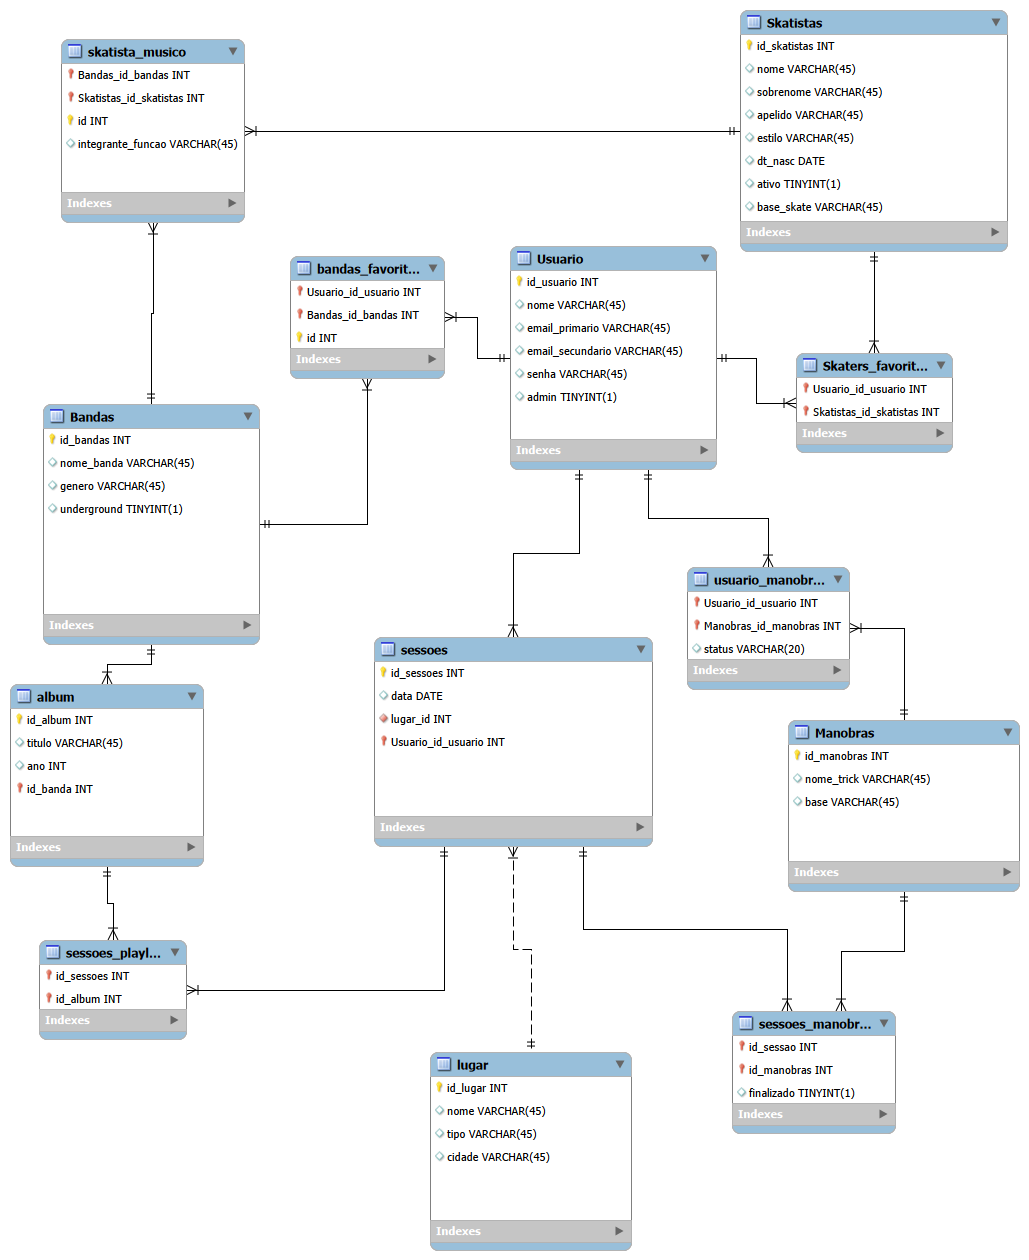 skatista_musico
Bandas_id_bandas INT
Skatistas_id_skatistas INT
id INT
integrante_funcao VARCHAR(45)
Indexes
Skatistas
id_skatistas INT
nome VARCHAR(45)
sobrenome VARCHAR(45)
apelido VARCHAR(45)
estilo VARCHAR(45)
dt_nasc DATE
ativo TINYINT(1)
base_skate VARCHAR(45)
Indexes
bandas_favorit...
Usuario_id_usuario INT
Bandas_id_bandas INT
id INT
Indexes
Usuario
id_usuario INT
nome VARCHAR(45)
email_primario VARCHAR(45)
email_secundario VARCHAR(45)
senha VARCHAR(45)
admin TINYINT(1)
Indexes
Skaters_favorit...
Usuario_id_usuario INT
Skatistas_id_skatistas INT
Indexes
Bandas
id_bandas INT
nome_banda VARCHAR(45)
genero VARCHAR(45)
underground TINYINT(1)
Indexes
usuario_manobr...
Usuario_id_usuario INT
Manobras_id_manobras INT
status VARCHAR(20)
Indexes
sessoes
id_sessoes INT
data DATE
lugar_id INT
Usuario_id_usuario INT
Indexes
album
id_album INT
titulo VARCHAR(45)
ano INT
id_banda INT
Indexes
Manobras
id_manobras INT
nome_trick VARCHAR(45)
base VARCHAR(45)
Indexes
sessoes_playl...
id_sessoes INT
id_album INT
Indexes
sessoes_manobr...
id_sessao INT
id_manobras INT
finalizado TINYINT(1)
Indexes
lugar
id_lugar INT
nome VARCHAR(45)
tipo VARCHAR(45)
cidade VARCHAR(45)
Indexes